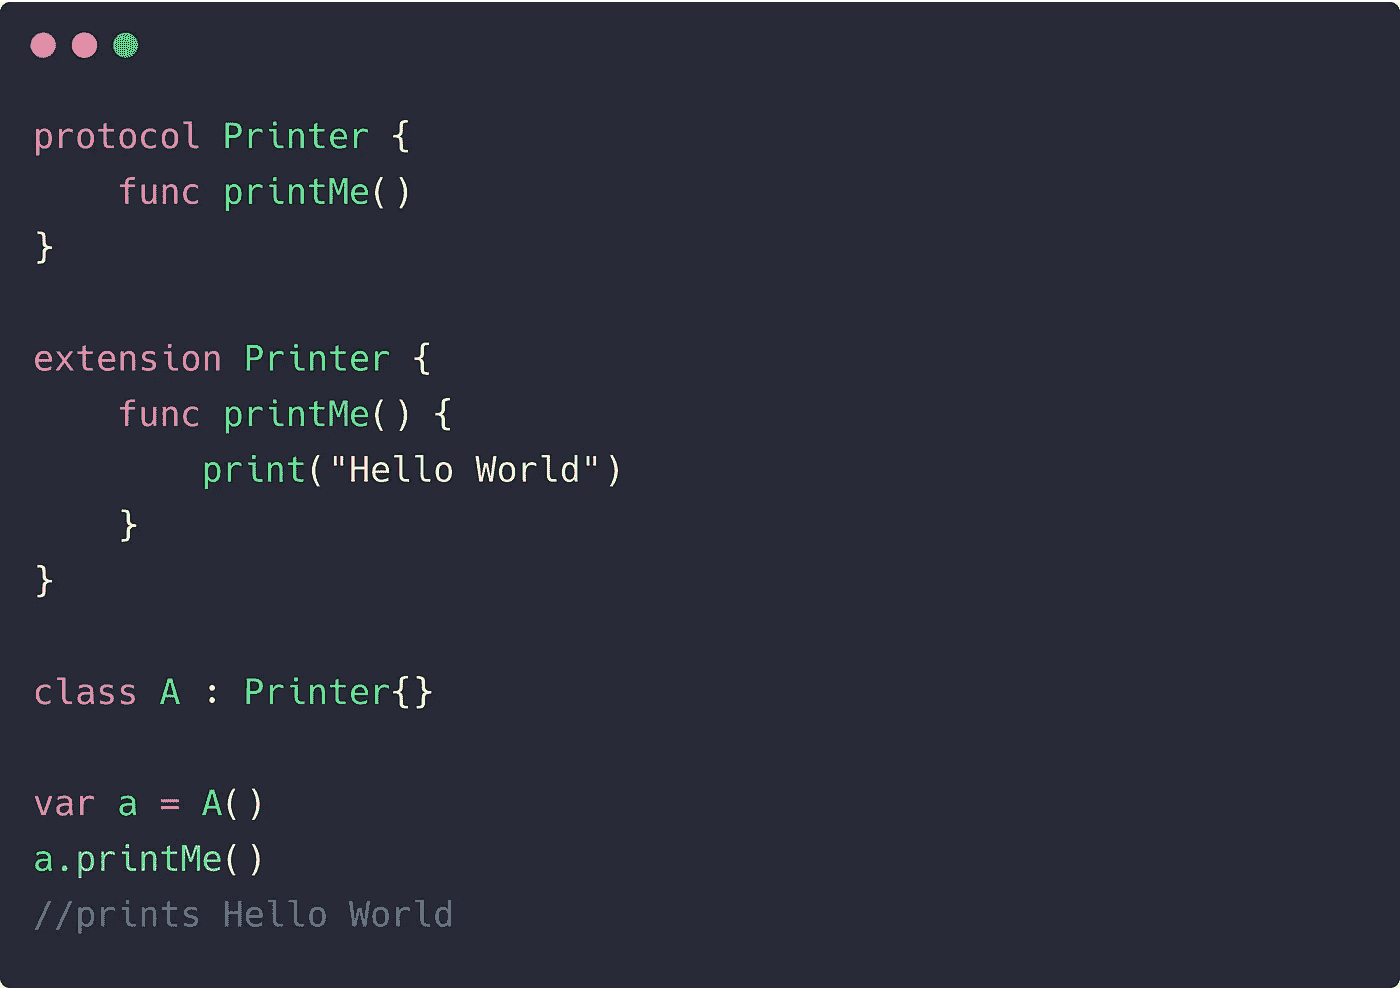 protocol Printer {
    func printMe()
}

extension Printer {
    func printMe() {
        print("Hello World")
    }
}

class A : Printer{}

var a = A()
a.printMe()
//prints Hello World